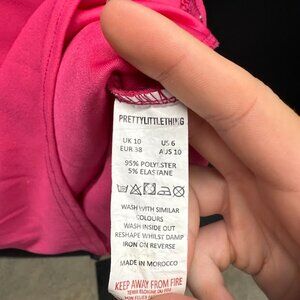 PRETTYLITTLETHING
UK 10 US 6
EUR 38 AUS 10
95% POLYESTER
5% ELASTANE
WASH WITH SIMILAR
COLOURS
WASH INSIDE OUT
RESHAPE WHILST DAMP
IRON ON REVERSE
MADE IN MOROCCO
KEEP AWAY FROM FIRE